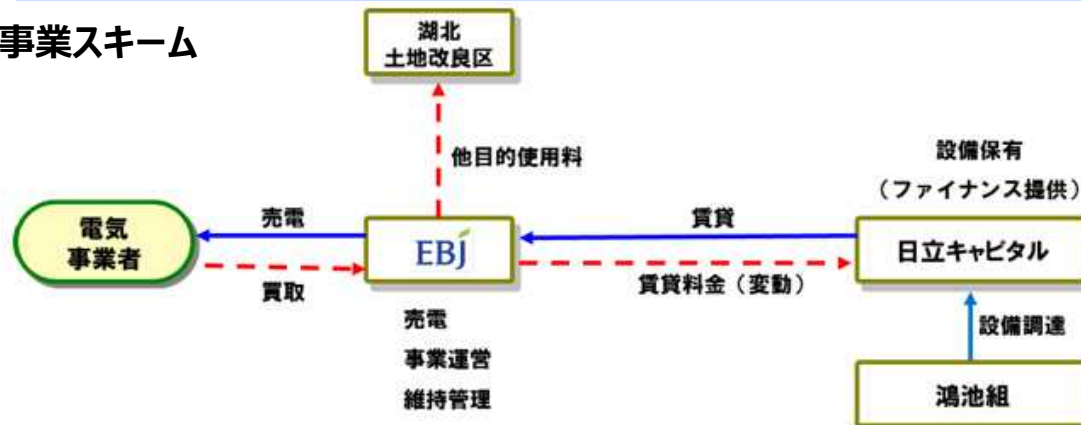 事業スキーム
湖北
土地改良区
他目的使用料
設備保有
（ファイナンス提供）
電気
事業者
売電
買取
EBJ
賃貸
賃貸料金（変動）
日立キャピタル
売電
事業運営
維持管理
設備調達
鴻池組